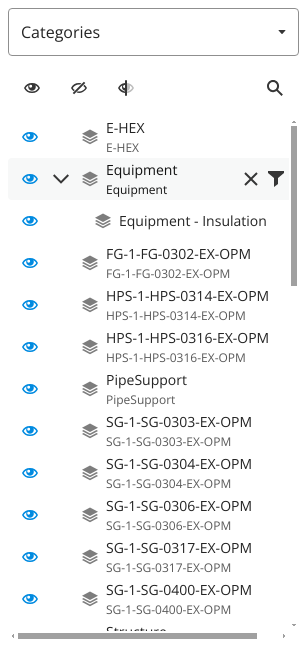 Categories
E-HEX
E-HEX
Equipment
Equipment
Equipment - Insulation
FG-1-FG-0302-EX-OPM
FG-1-FG-0302-EX-OPM
HPS-1-HPS-0314-EX-OPM
HPS-1-HPS-0314-EX-OPM
HPS-1-HPS-0316-EX-OPM
HPS-1-HPS-0316-EX-OPM
PipeSupport
PipeSupport
SG-1-SG-0303-EX-OPM
SG-1-SG-0303-EX-OPM
SG-1-SG-0304-EX-OPM
SG-1-SG-0304-EX-OPM
SG-1-SG-0306-EX-OPM
SG-1-SG-0306-EX-OPM
SG-1-SG-0317-EX-OPM
SG-1-SG-0317-EX-OPM
SG-1-SG-0400-EX-OPM
SG-1-SG-0400-EX-OPM
Structure